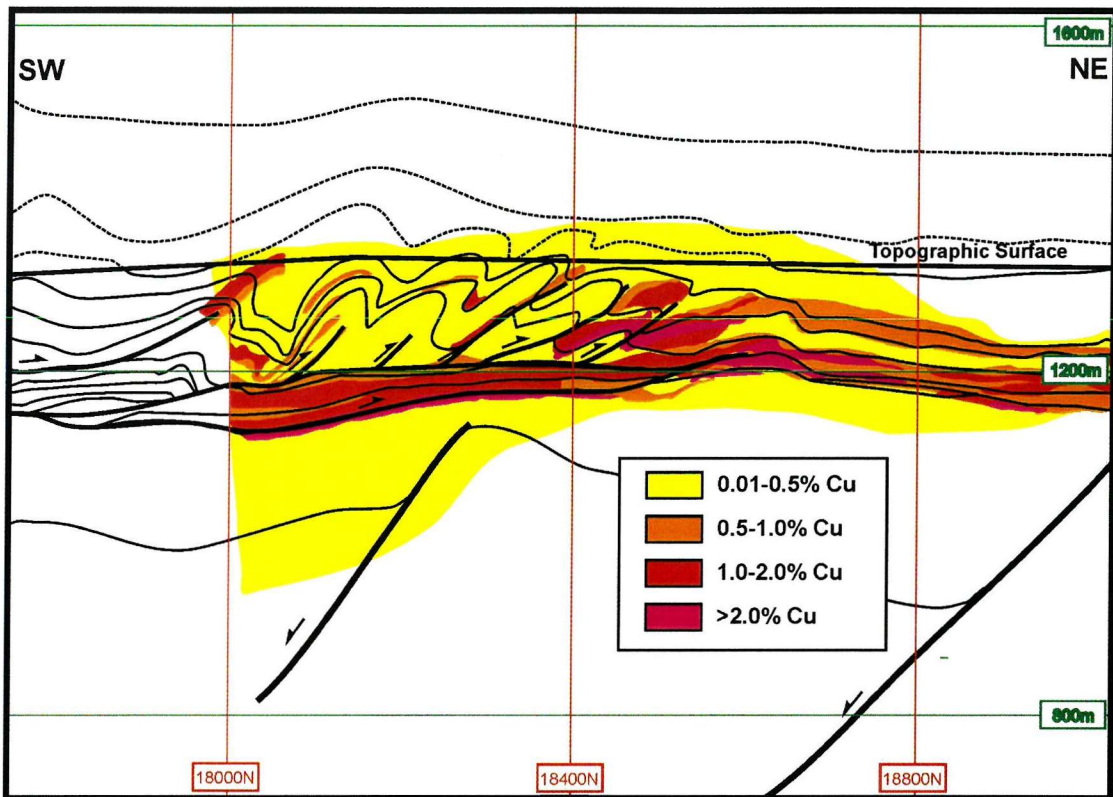 1600m
SW
NE
Topographic Surface
1200m
0.01-0.5% Cu
0.5-1.0% Cu
1.0-2.0% Cu
>2.0% Cu
800m
18000N
18400N
18800N